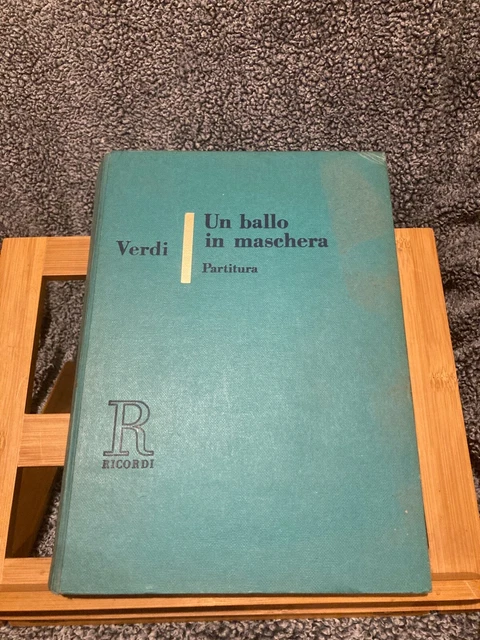 Verdi
Un ballo
in maschera
Partitura
R
RICORDI